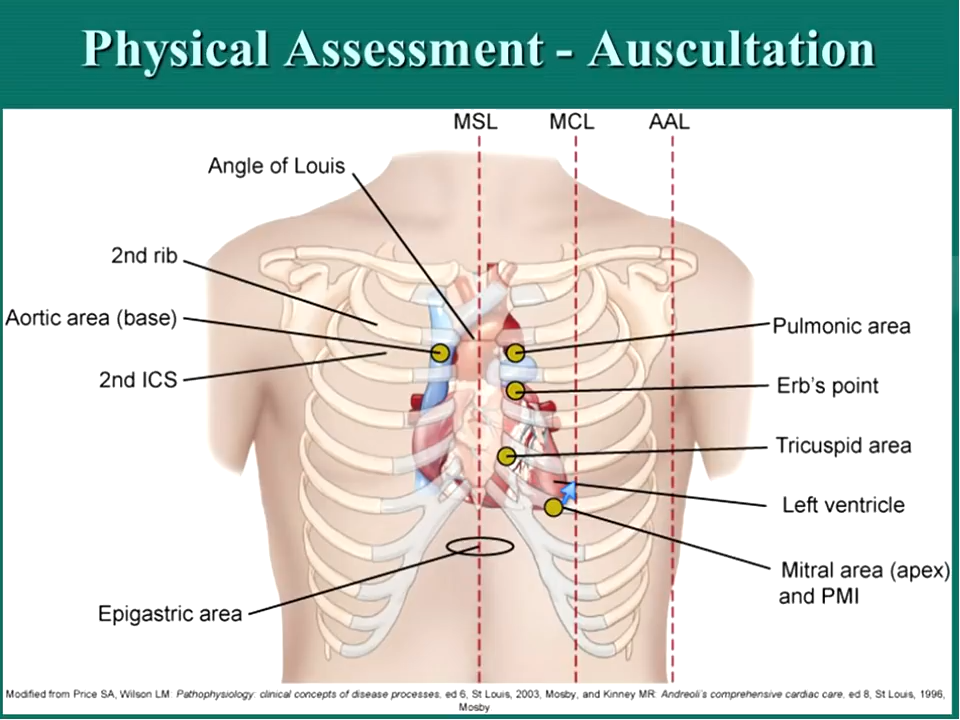 Physical Assessment - Auscultation
MSL
MCL
AAL
Angle of Louis
2nd rib
Aortic area (base)
2nd ICS
Pulmonic area
Erb's point
Tricuspid area
Left ventricle
Mitral area (apex)
and PMI
Epigastric area
Modified from Price SA, Wilson LM: Pathophysiology: clinical concepts of disease processes, ed 6, St Louis, 2003, Mosby, and Kinney MR: Andreoli's comprehensive cardiac care, ed 8, St Louis, 1996,
Mosby